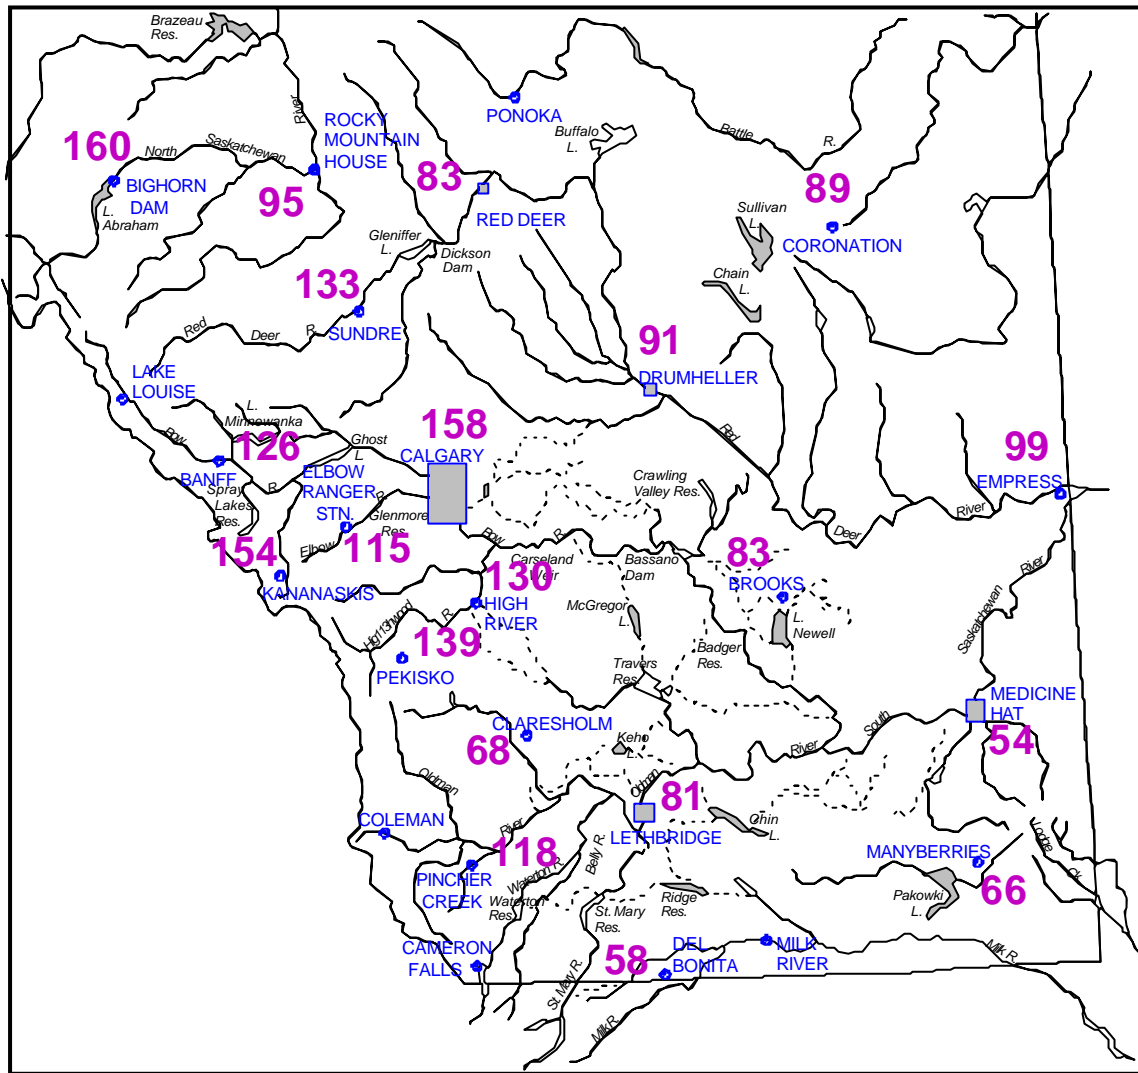 Brazeau
Res.
River
ROCKY
MOUNTAIN
HOUSE
PONOKA
Buffalo
L.
Battle
R.
160
North
Saskatchewan
BIGHORN
DAM
L.
Abraham
95
83
RED DEER
89
Sullivan
L.
CORONATION
Gleniffer
L.
Dickson
Dam
Chain
L.
133
SUNDRE
Red
Deer
R.
91
DRUMHELLER
LAKE
LOUISE
L.
Minnewanka
Bow
126
BANFF
Ghost
L.
158
CALGARY
Red
ELBOW
RANGER
STN.
R.
R.
Spray
Lakes
Res.
Glenmore
Res.
Elbow
115
Crawling
Valley Res.
99
EMPRESS
River
Deer
Bow
R.
154
KANANASKIS
Carseland
Weir
Bassano
Dam
83
BROOKS
River
130
HIGH
RIVER
McGregor
L.
L.
Newell
Saskatchewan
Hig113hwood
R.
139
PEKISKO
Badger
Res.
Travers
Res.
MEDICINE
HAT
54
CLARESHOLM
68
Keho
L.
South
River
Oldman
Oldman
81
LETHBRIDGE
Chin
L.
COLEMAN
River
118
PINCHER
CREEK
Waterton R.
Waterton
Res.
Belly R.
MANYBERRIES
66
Pakowki
L.
Lodge
Ck.
Ridge
Res.
St. Mary
Res.
CAMERON
FALLS
58
DEL
BONITA
MILK
RIVER
Milk R.
St. Mary R.
Milk R.